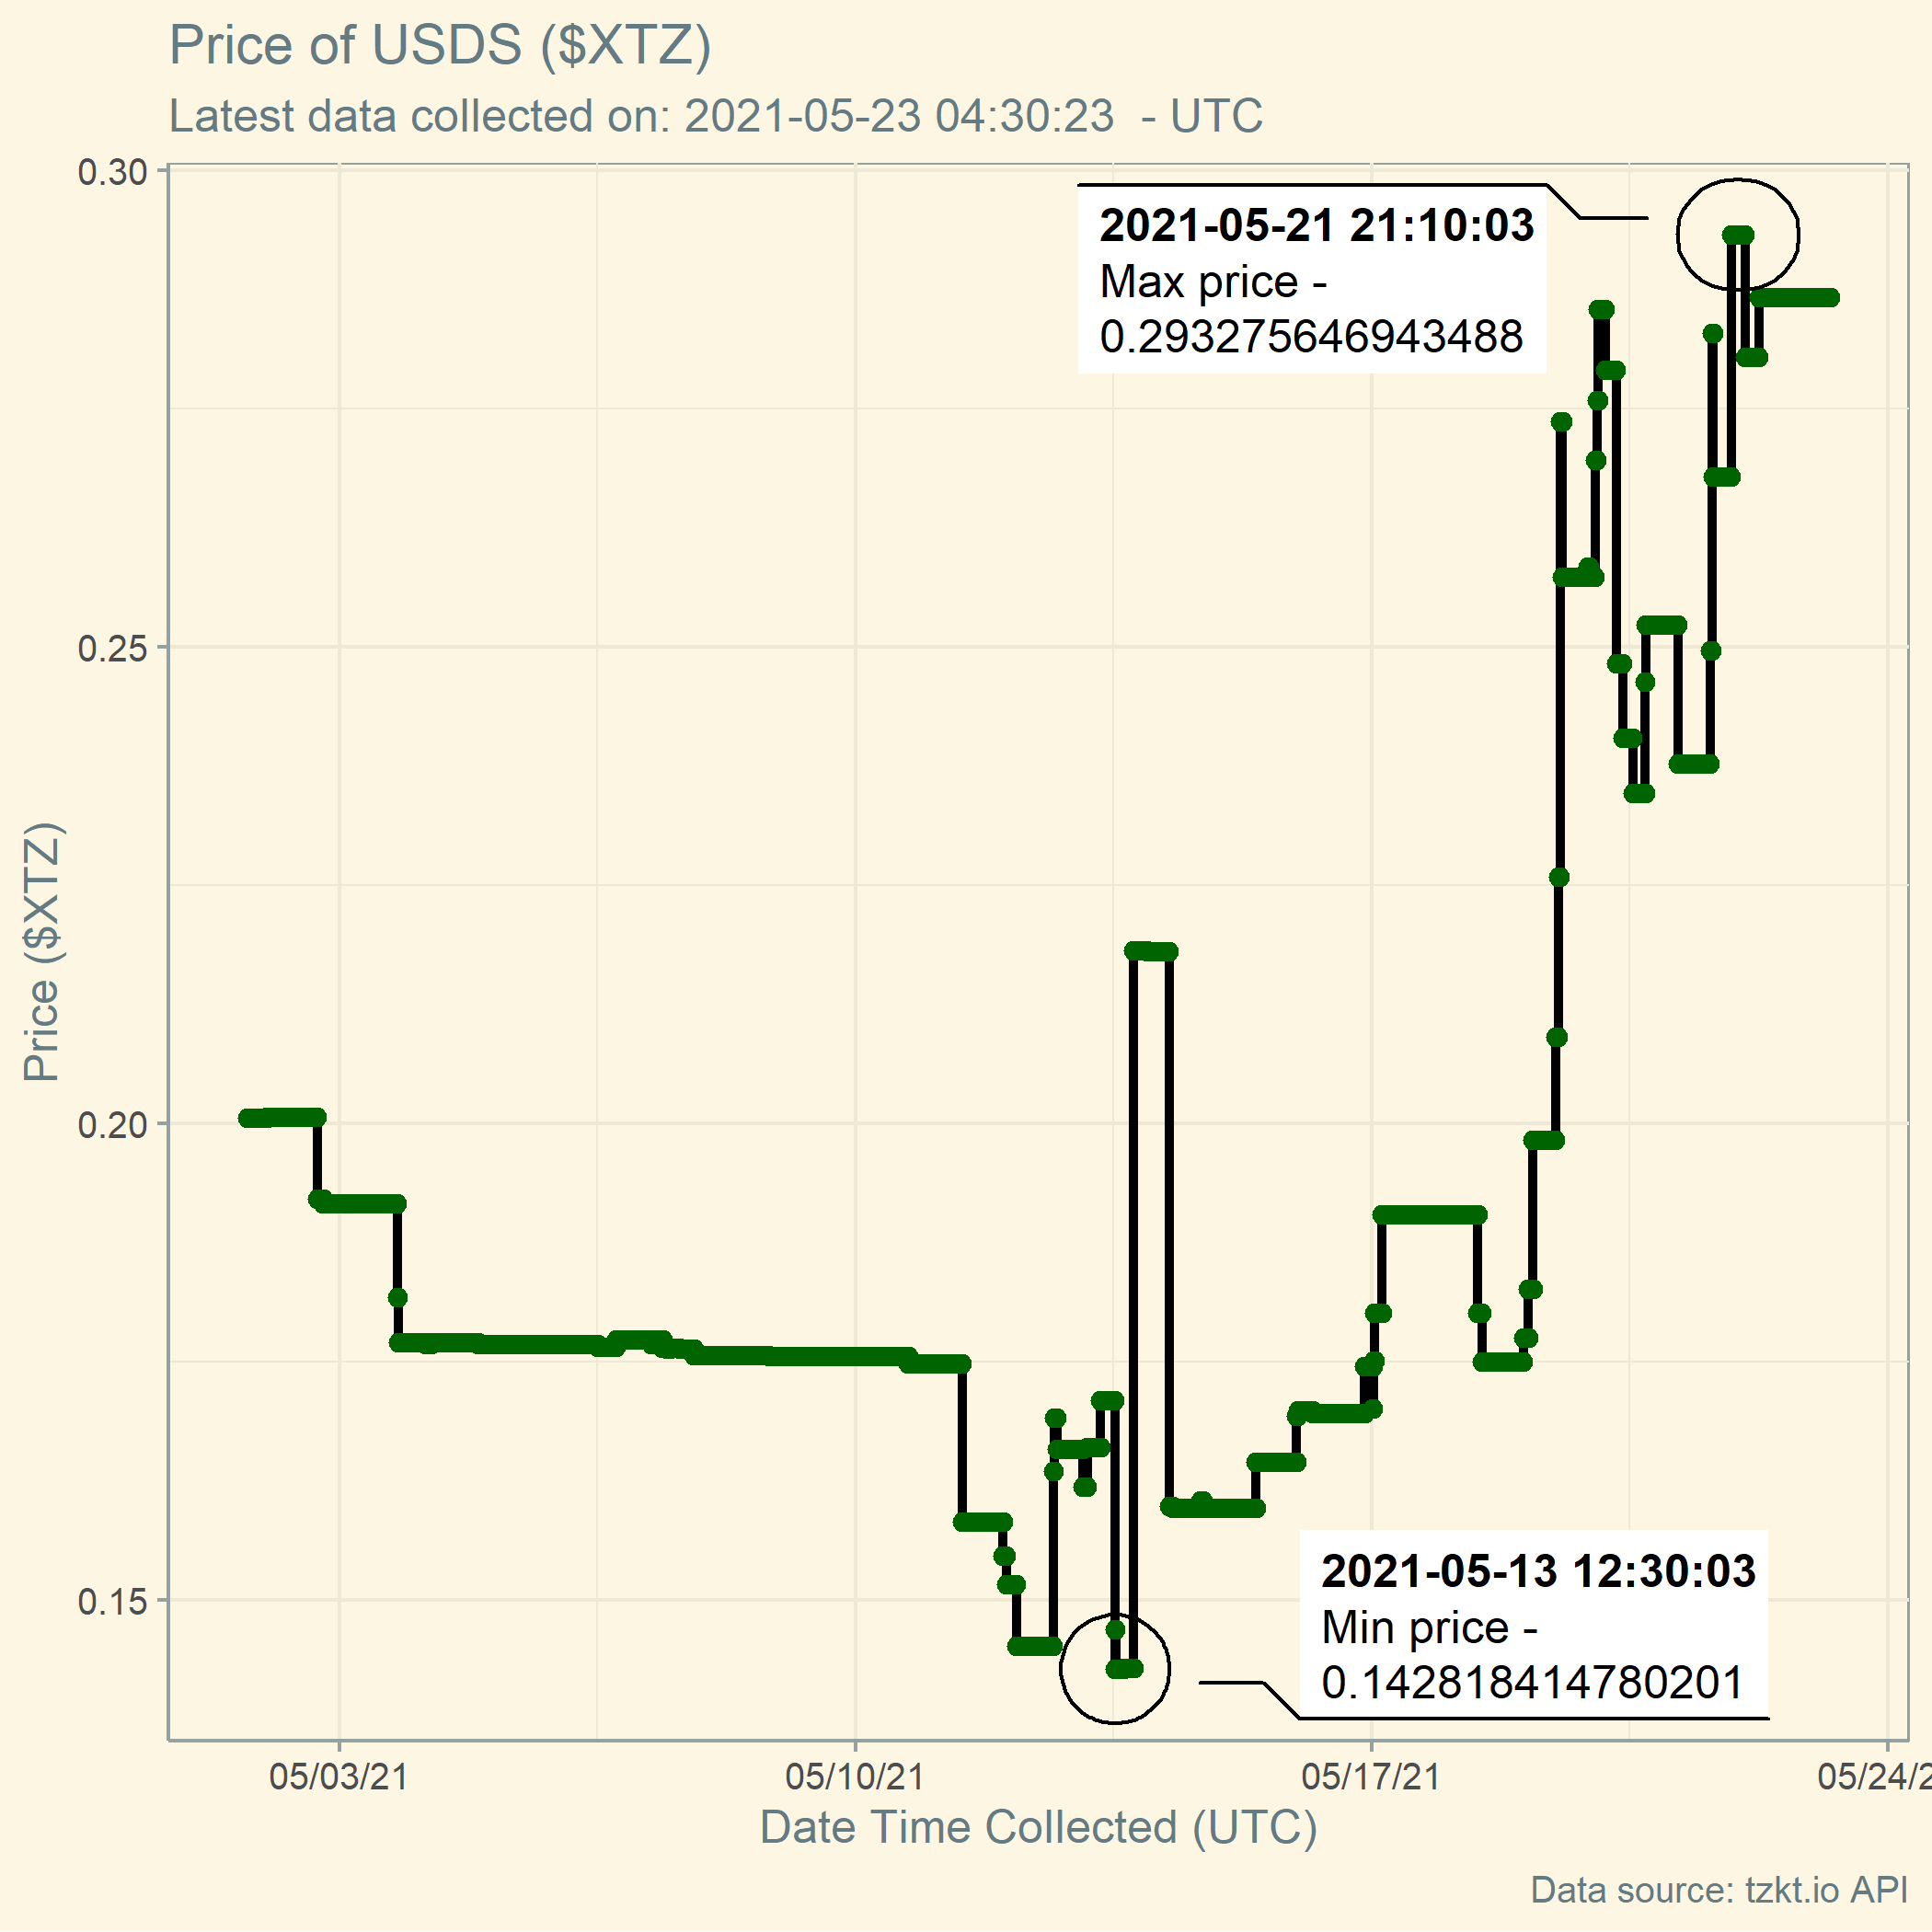 Price of USDS ($XTZ)
Latest data collected on: 2021-05-23 04:30:23  - UTC
0.30
2021-05-21 21:10:03
Max price -
0.293275646943488
0.25
Price ($XTZ)
0.20
0.15
2021-05-13 12:30:03
Min price -
0.142818414780201
05/03/21
05/10/21
05/17/21
05/24/2
Date Time Collected (UTC)
Data source: tzkt.io API